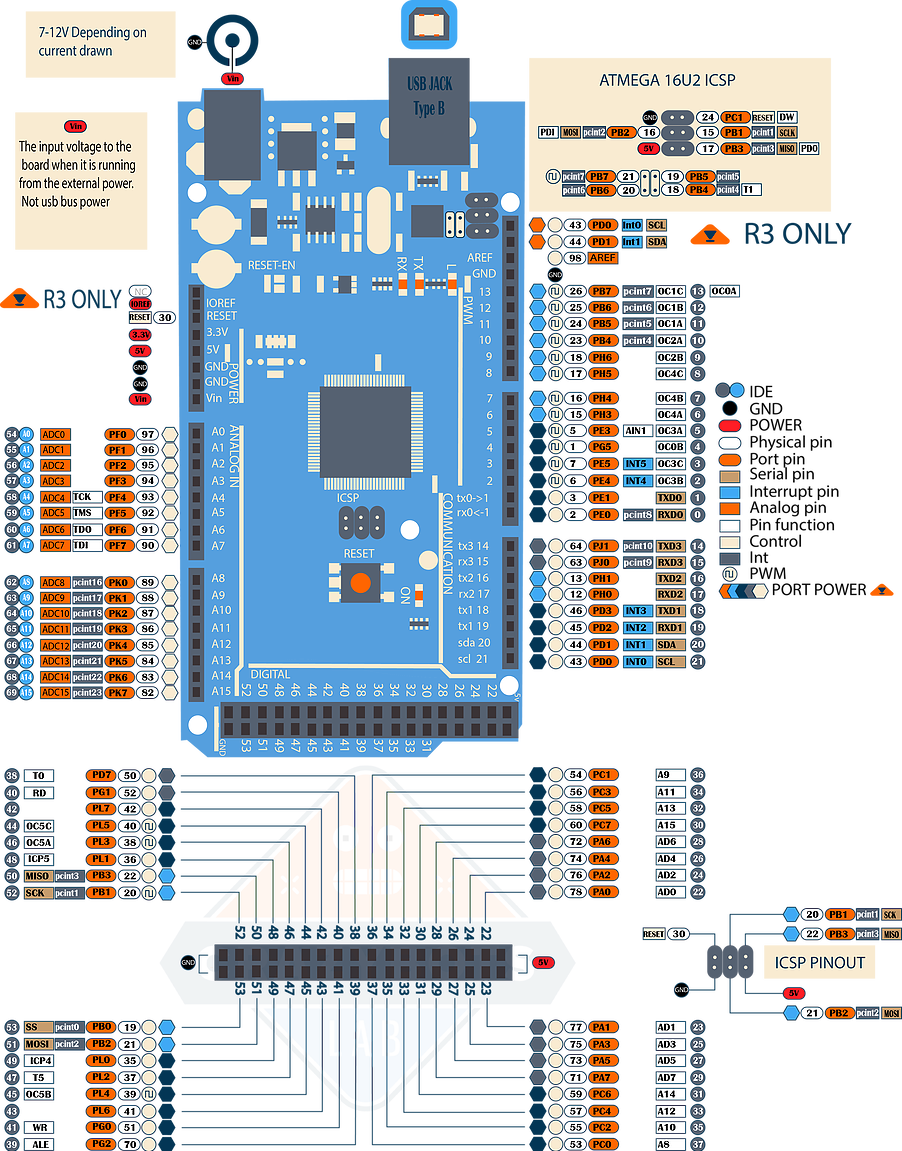 7-12V Depending on
current drawn
GND
Vin
USB JACK
Type B
ATMEGA 16U2 ICSP
GND 24 PC1 RESET DW
PDI MOSI pcint2 PB2 16 15 PB1 pcint1 SCLK
5V 17 PB3 pcint3 MISO PDO
pcint7 PB7 21 19 PB5 pcint5
pcint6 PB6 20 18 PB4 pcint4 T1
Vin
The input voltage to the
board when it is running
from the external power.
Not usb bus power
R3 ONLY
NC
IOREF
RESET 30
3.3V
5V
GND
GND
Vin
RESET-EN
RX TX L
IOREF
RESET
3.3V
5V
GND
GND
Vin
POWER
AREF
GND
13
12
11
10
9
8
PWM
7
6
5
4
3
2
tx0->1
rx0<-1
COMMUNICATION
tx3 14
rx3 15
tx2 16
rx2 17
tx1 18
tx1 19
sda 20
scl 21
ANALOG IN
A0
A1
A2
A3
A4
A5
A6
A7
A8
A9
A10
A11
A12
A13
A14
A15
ICSP
RESET
ON
DIGITAL
52 50 48 46 44 42 40 38 36 34 32 30 28 26 24 22 5V
GND 53 51 49 47 45 43 41 39 37 35 33 31
43 PD0 Int0 SCL
44 PD1 Int1 SDA
98 AREF
GND
R3 ONLY
26 PB7 pcint7 OC1C 13 OC0A
25 PB6 pcint6 OC1B 12
24 PB5 pcint5 OC1A 11
23 PB4 pcint4 OC2A 10
18 PH6 OC2B 9
17 PH5 OC4C 8
16 PH4 OC4B 7
15 PH3 OC4A 6
5 PE3 AIN1 OC3A 5
1 PG5 OC0B 4
7 PE5 INT5 OC3C 3
6 PE4 INT4 OC3B 2
3 PE1 TXD0 1
2 PE0 pcint8 RXD0 0
64 PJ1 pcint10 TXD3 14
63 PJ0 pcint9 RXD3 15
13 PH1 TXD2 16
12 PH0 RXD2 17
46 PD3 INT3 TXD1 18
45 PD2 INT2 RXD1 19
44 PD1 INT1 SDA 20
43 PD0 INT0 SCL 21
IDE
GND
POWER
Physical pin
Port pin
Serial pin
Interrupt pin
Analog pin
Pin function
Control
Int
PWM
PORT POWER
54 A0 ADC0 PF0 97
55 A1 ADC1 PF1 96
56 A2 ADC2 PF2 95
57 A3 ADC3 PF3 94
58 A4 ADC4 TCK PF4 93
59 A5 ADC5 TMS PF5 92
60 A6 ADC6 TDO PF6 91
61 A7 ADC7 TDI PF7 90
62 ADC8 pcint16 PK0 89
63 A9 ADC9 pcint17 PK1 88
64 A10 ADC10 pcint18 PK2 87
65 A11 ADC11 pcint19 PK3 86
66 A12 ADC12 pcint20 PK4 85
67 A13 ADC13 pcint21 PK5 84
68 A14 ADC14 pcint22 PK6 83
69 A15 ADC15 pcint23 PK7 82
38 T0 PD7 50
40 RD PG1 52
42 PL7 42
44 OC5C PL5 40
46 OC5A PL3 38
48 ICP5 PL1 36
50 MISO pcint3 PB3 22
52 SCK pcint1 PB1 20
54 PC1 A9 36
56 PC3 A11 34
58 PC5 A13 32
60 PC7 A15 30
72 PA6 AD6 28
74 PA4 AD4 26
76 PA2 AD2 24
78 PA0 AD0 22
52 50 48 46 44 42 40 38 36 34 32 30 28 26 24 22
GND 5V
53 51 49 47 45 43 41 39 37 35 33 31 29 27 25 23
53 SS pcint0 PB0 19
51 MOSI pcint2 PB2 21
49 ICP4 PL0 35
47 T5 PL2 37
45 OC5B PL4 39
43 PL6 41
41 WR PG0 51
39 ALE PG2 70
77 PA1 AD1 23
75 PA3 AD3 25
73 PA5 AD5 27
71 PA7 AD7 29
59 PC6 A14 31
57 PC4 A12 33
55 PC2 A10 35
53 PC0 A8 37
20 PB1 pcint1 SCK
RESET 30
22 PB3 pcint3 MISO
ICSP PINOUT
GND
5V
21 PB2 pcint2 MOSI